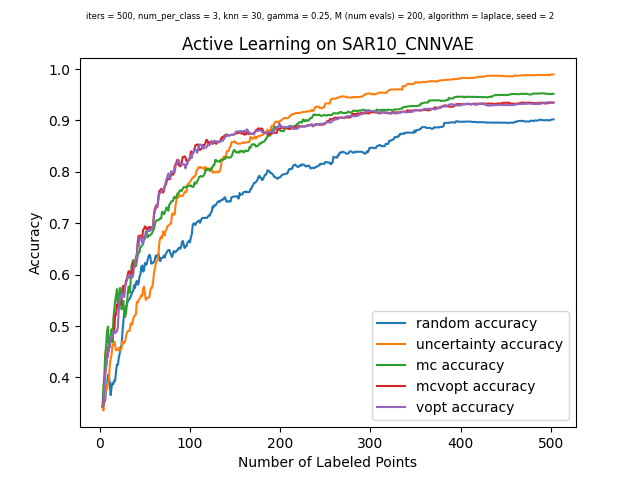 iters = 500, num_per_class = 3, knn = 30, gamma = 0.25, M (num evals) = 200, algorithm = laplace, seed = 2
Active Learning on SAR10_CNNVAE
1.0
0.9
0.8
0.7
0.6
0.5
0.4
Accuracy
random accuracy
uncertainty accuracy
mc accuracy
mcvopt accuracy
vopt accuracy
0 100 200 300 400 500
Number of Labeled Points